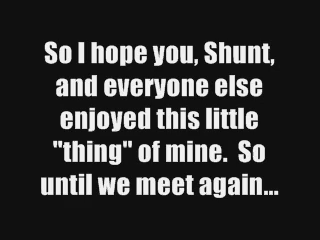 So I hope you, Shunt,
and everyone else
enjoyed this little
"thing" of mine.  So
until we meet again...